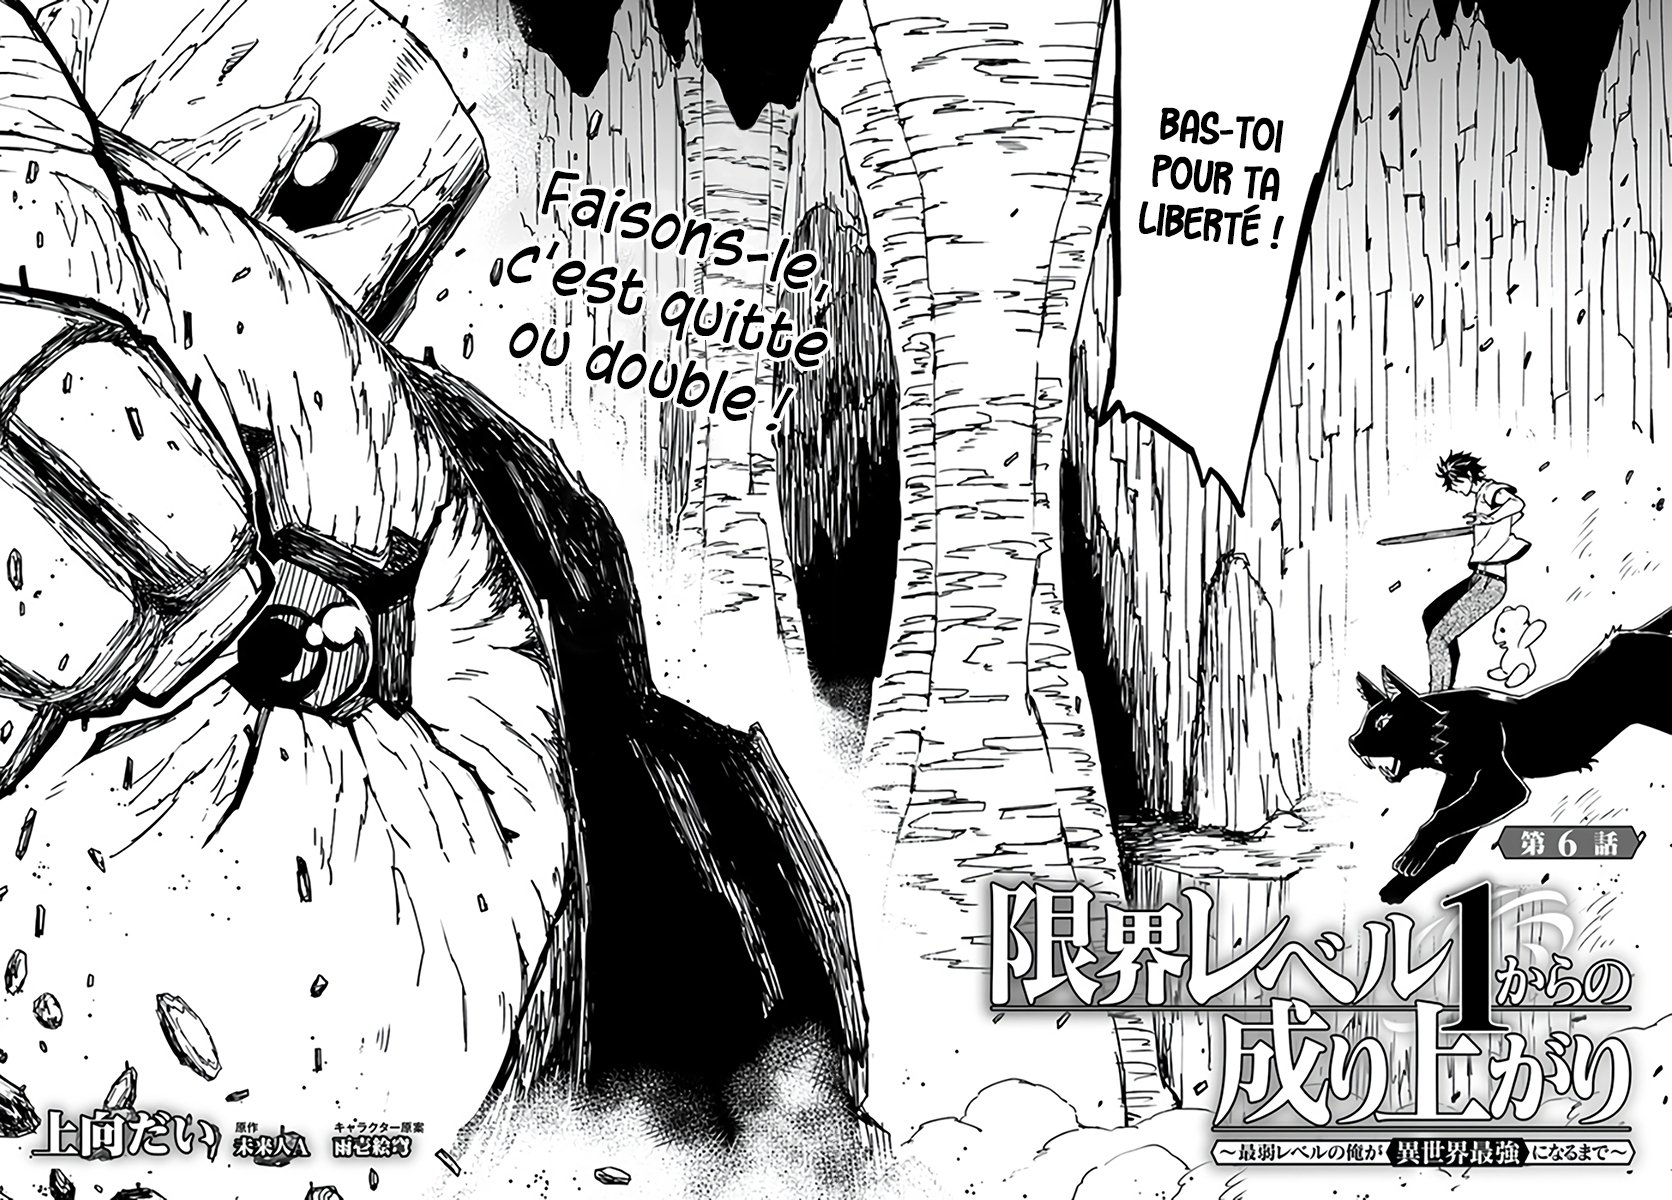 BAS-TOI
POUR TA
LIBERTÉ !
Faisons-le,
c'est quitte
ou double !
第6話
限界レベル1からの
成り上がり
～最弱レベルの俺が異世界最強になるまで～
上向だい
原作
未来人A
キャラクター原案
雨壱絵穹